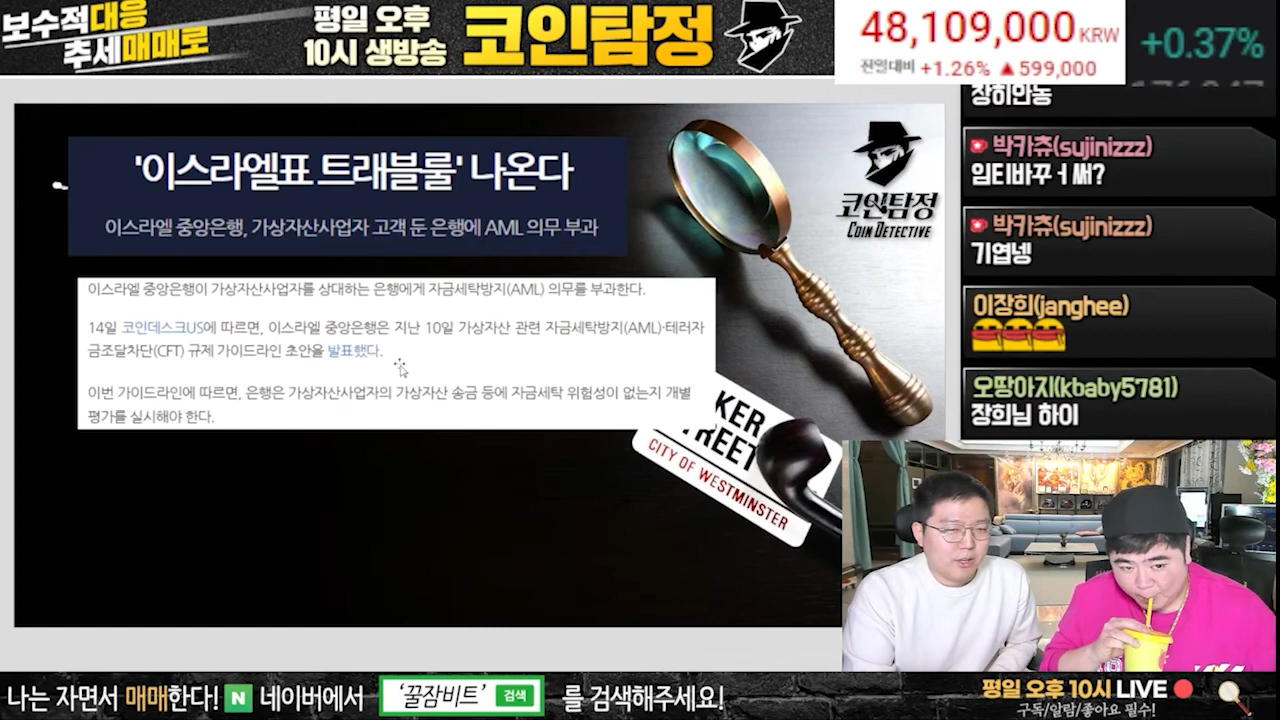 보수적대응
추세매매로
평일 오후
10시 생방송
코인탐정
48,109,000 KRW
전일대비 +1.26% ▲599,000
+0.37%
장히안농
박카츄(sujinizzz)
입티바꾸ㅓ써?
박카츄(sujinizzz)
기엽넹
이장희(janghee)
오땅아지(kbaby5781)
장희님 하이
'이스라엘표 트래블룰' 나온다
이스라엘 중앙은행, 가상자산사업자 고객 둔 은행에 AML 의무 부과
코인탐정
COIN DETECTIVE
이스라엘 중앙은행이 가상자산사업자를 상대하는 은행에게 자금세탁방지(AML) 의무를 부과한다.
14일 코인데스크US에 따르면, 이스라엘 중앙은행은 지난 10일 가상자산 관련 자금세탁방지(AML)·테러자
금조달차단(CFT) 규제 가이드라인 초안을 발표했다.
이번 가이드라인에 따르면, 은행은 가상자산사업자의 가상자산 송금 등에 자금세탁 위험성이 없는지 개별
평가를 실시해야 한다.
KER
REET
CITY OF WESTMINSTER
나는 자면서 매매한다! N 네이버에서 '꿀잠비트' 검색 를 검색해주세요!
평일 오후 10시 LIVE
구독/알람/좋아요 필수!